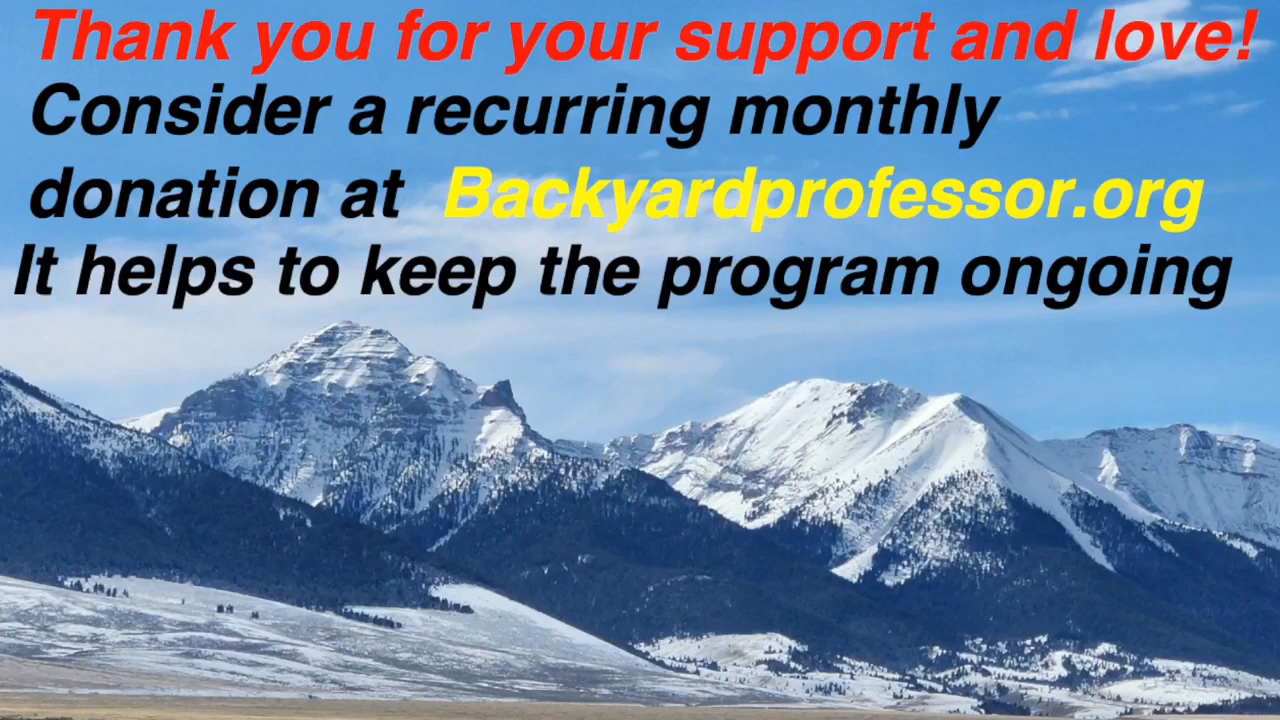 Thank you for your support and love!
Consider a recurring monthly
donation at Backyardprofessor.org
It helps to keep the program ongoing